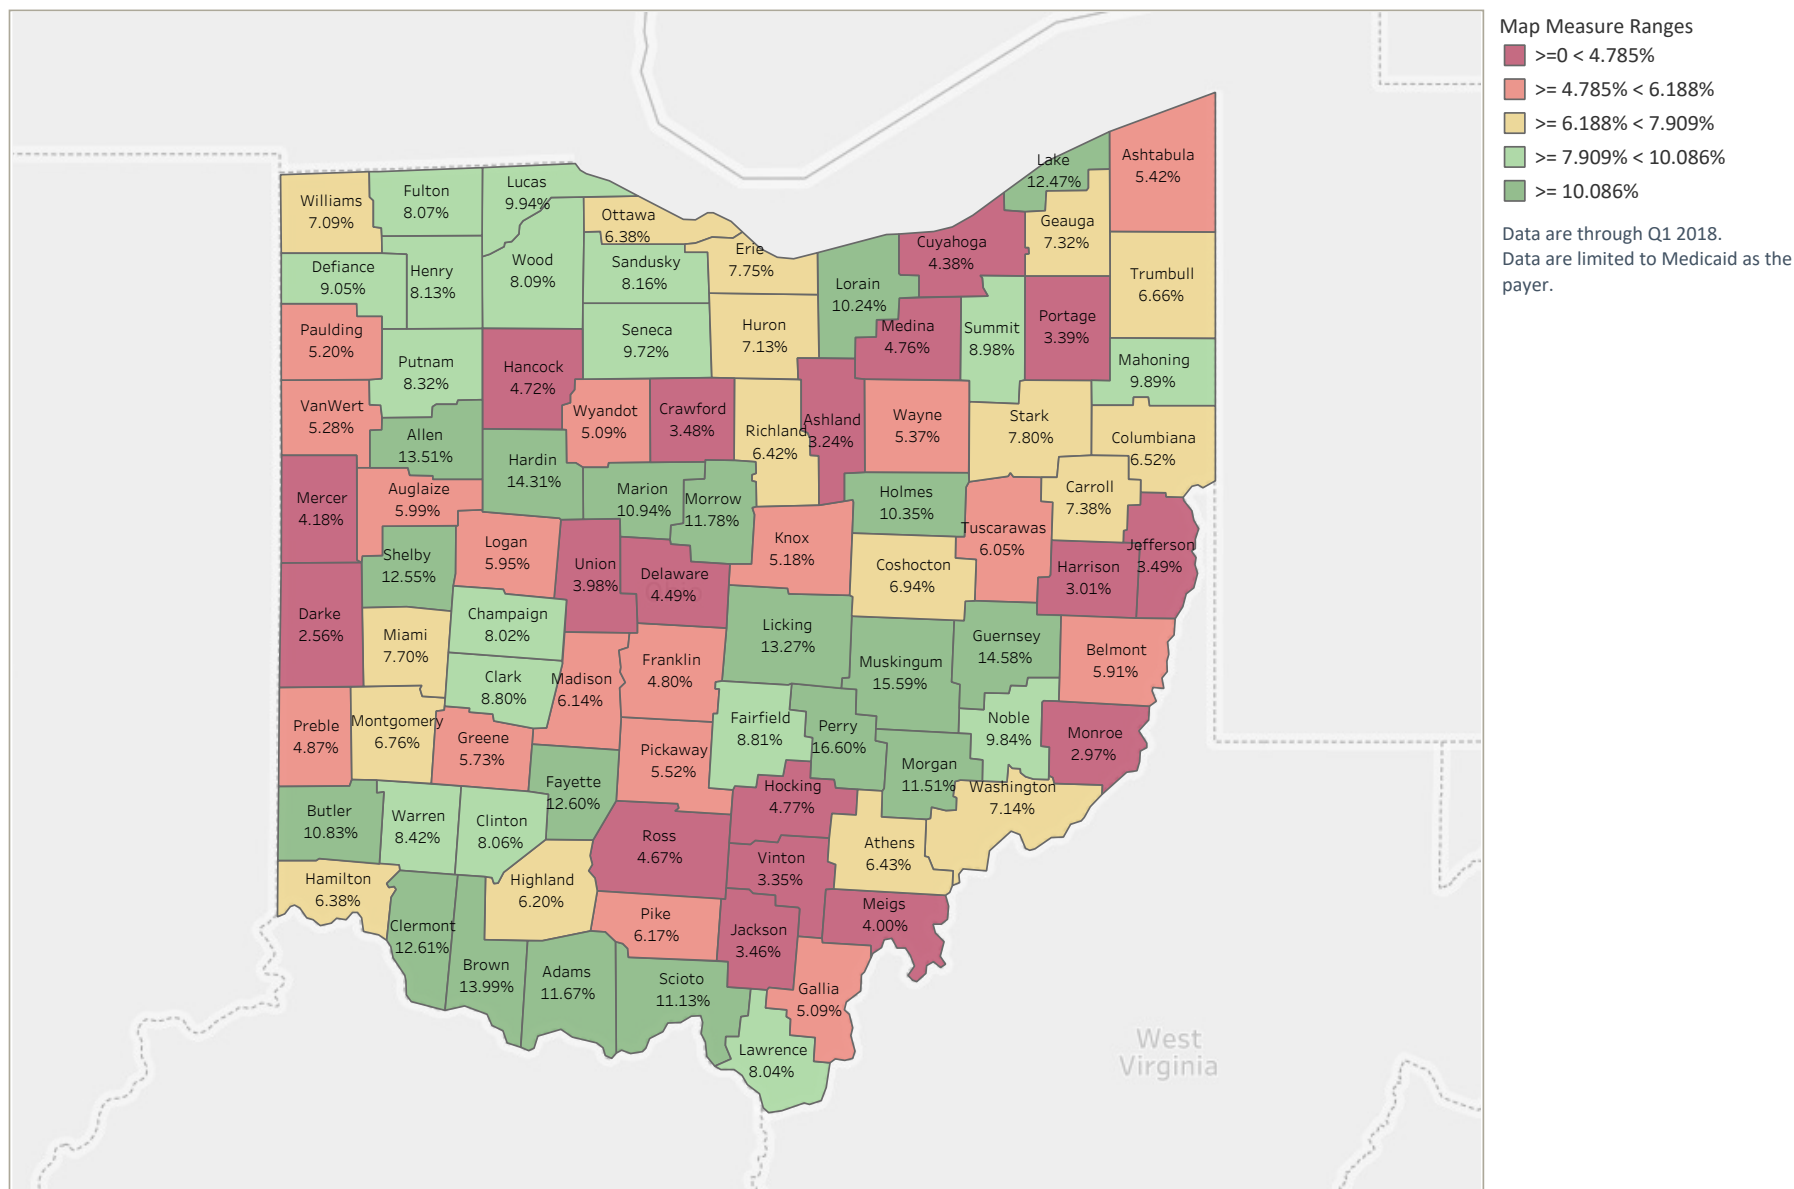 Map Measure Ranges
>=0 < 4.785%
>= 4.785% < 6.188%
>= 6.188% < 7.909%
>= 7.909% < 10.086%
>= 10.086%
Data are through Q1 2018.
Data are limited to Medicaid as the
payer.
Williams
7.09%
Fulton
8.07%
Lucas
9.94%
Ottawa
6.38%
Erie
7.75%
Lake
12.47%
Ashtabula
5.42%
Geauga
7.32%
Cuyahoga
4.38%
Defiance
9.05%
Henry
8.13%
Wood
8.09%
Sandusky
8.16%
Lorain
10.24%
Trumbull
6.66%
Paulding
5.20%
Putnam
8.32%
Hancock
4.72%
Seneca
9.72%
Huron
7.13%
Medina
4.76%
Summit
8.98%
Portage
3.39%
Mahoning
9.89%
VanWert
5.28%
Allen
13.51%
Wyandot
5.09%
Crawford
3.48%
Richland
6.42%
Ashland
3.24%
Wayne
5.37%
Stark
7.80%
Columbiana
6.52%
Mercer
4.18%
Auglaize
5.99%
Hardin
14.31%
Marion
10.94%
Morrow
11.78%
Holmes
10.35%
Carroll
7.38%
Shelby
12.55%
Logan
5.95%
Union
3.98%
Delaware
4.49%
Knox
5.18%
Coshocton
6.94%
Tuscarawas
6.05%
Harrison
3.01%
Jefferson
3.49%
Darke
2.56%
Miami
7.70%
Champaign
8.02%
Licking
13.27%
Muskingum
15.59%
Guernsey
14.58%
Belmont
5.91%
Clark
8.80%
Madison
6.14%
Franklin
4.80%
Preble
4.87%
Montgomery
6.76%
Greene
5.73%
Fayette
12.60%
Pickaway
5.52%
Fairfield
8.81%
Perry
16.60%
Morgan
11.51%
Noble
9.84%
Monroe
2.97%
Butler
10.83%
Warren
8.42%
Clinton
8.06%
Ross
4.67%
Hocking
4.77%
Athens
6.43%
Washington
7.14%
Hamilton
6.38%
Clermont
12.61%
Highland
6.20%
Pike
6.17%
Vinton
3.35%
Meigs
4.00%
Brown
13.99%
Adams
11.67%
Scioto
11.13%
Jackson
3.46%
Gallia
5.09%
Lawrence
8.04%
West
Virginia